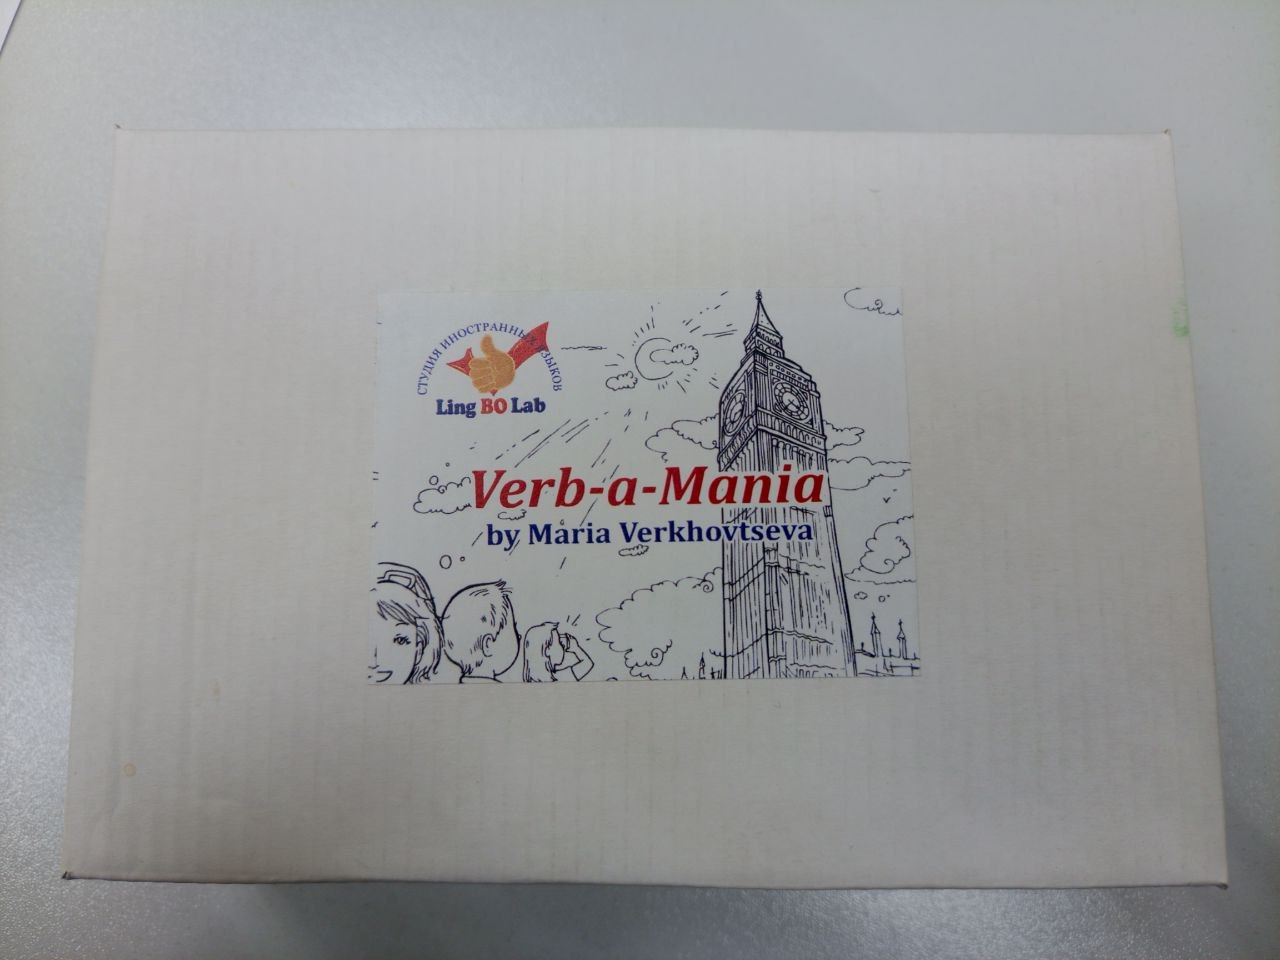 СТУДИЯ ИНОСТРАННЫХ ЯЗЫКОВ
Ling BO Lab
Verb-a-Mania
by Maria Verkhovtseva